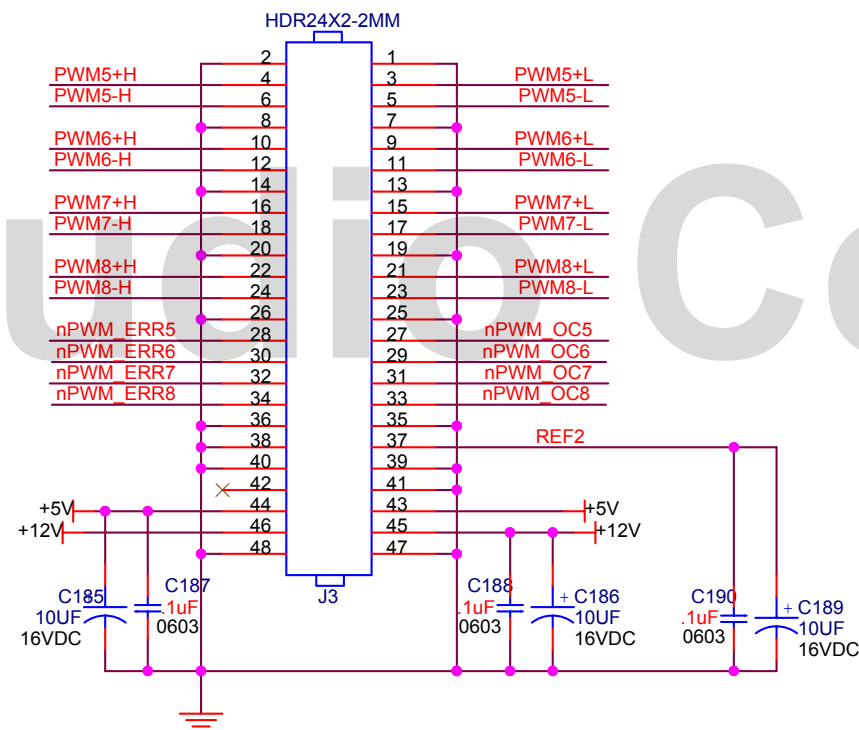 HDR24X2-2MM
2 1
PWM5+H 4 3 PWM5+L
PWM5-H 6 5 PWM5-L
8 7
PWM6+H 10 9 PWM6+L
PWM6-H 12 11 PWM6-L
14 13
PWM7+H 16 15 PWM7+L
PWM7-H 18 17 PWM7-L
20 19
PWM8+H 22 21 PWM8+L
PWM8-H 24 23 PWM8-L
26 25
nPWM_ERR5 28 27 nPWM_OC5
nPWM_ERR6 30 29 nPWM_OC6
nPWM_ERR7 32 31 nPWM_OC7
nPWM_ERR8 34 33 nPWM_OC8
36 35
38 37 REF2
40 39
42 41
+5V 44 43 +5V
+12V 46 45 +12V
48 47
J3
C185
10UF
16VDC
C187
.1uF
0603
C188
.1uF
0603
+ C186
10UF
16VDC
C190
.1uF
0603
+ C189
10UF
16VDC
udio Co